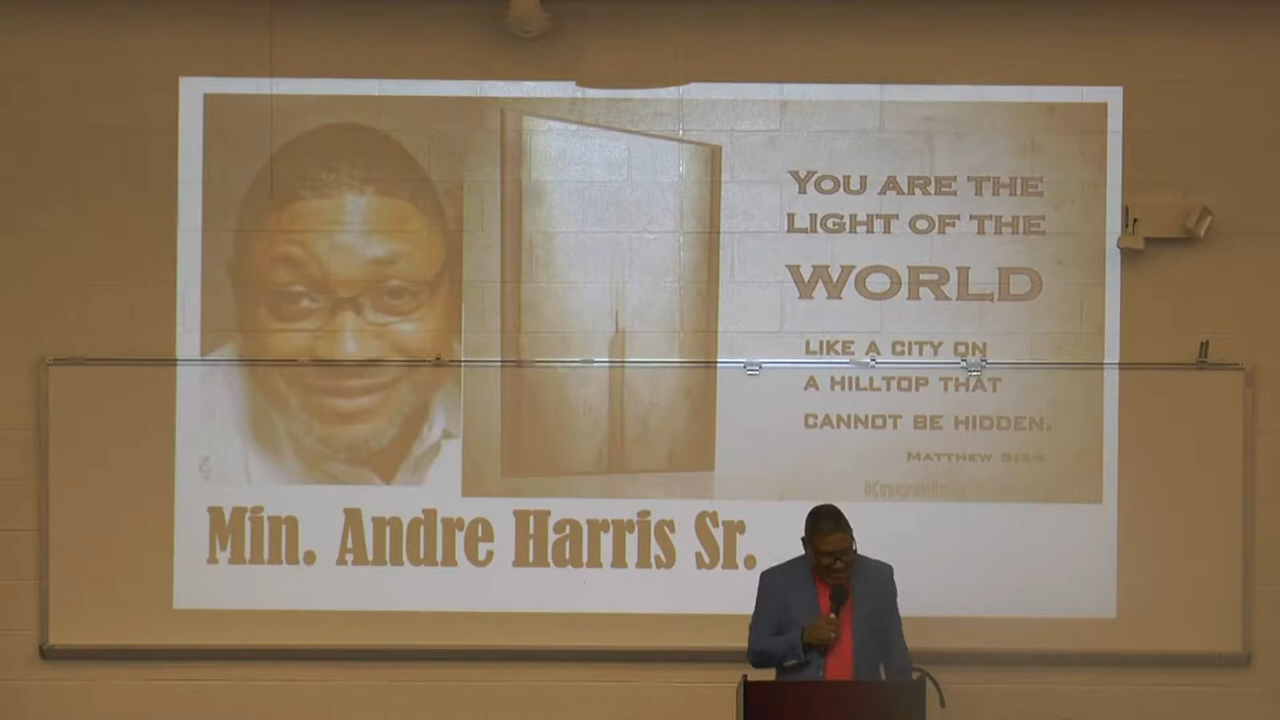 YOU ARE THE
LIGHT OF THE
WORLD
LIKE A CITY ON
A HILLTOP THAT
CANNOT BE HIDDEN.
MATTHEW
Min. Andre Harris Sr.